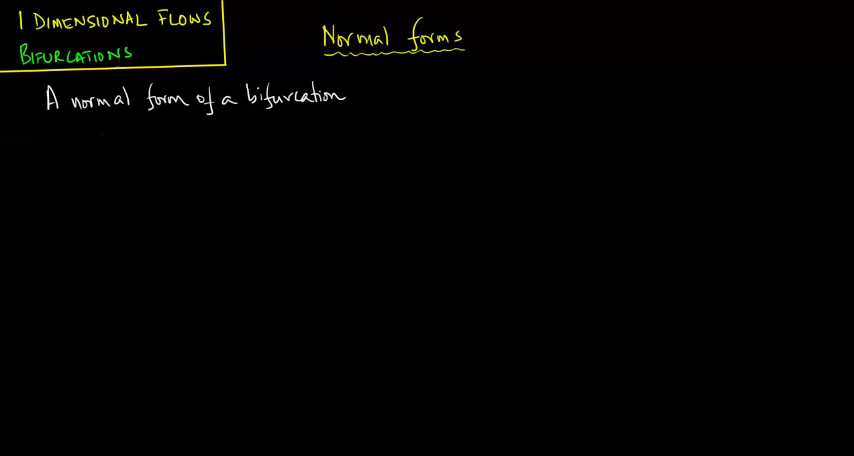 1 DIMENSIONAL FLOWS
BIFURCATIONS
Normal forms
A normal form of a bifurcation